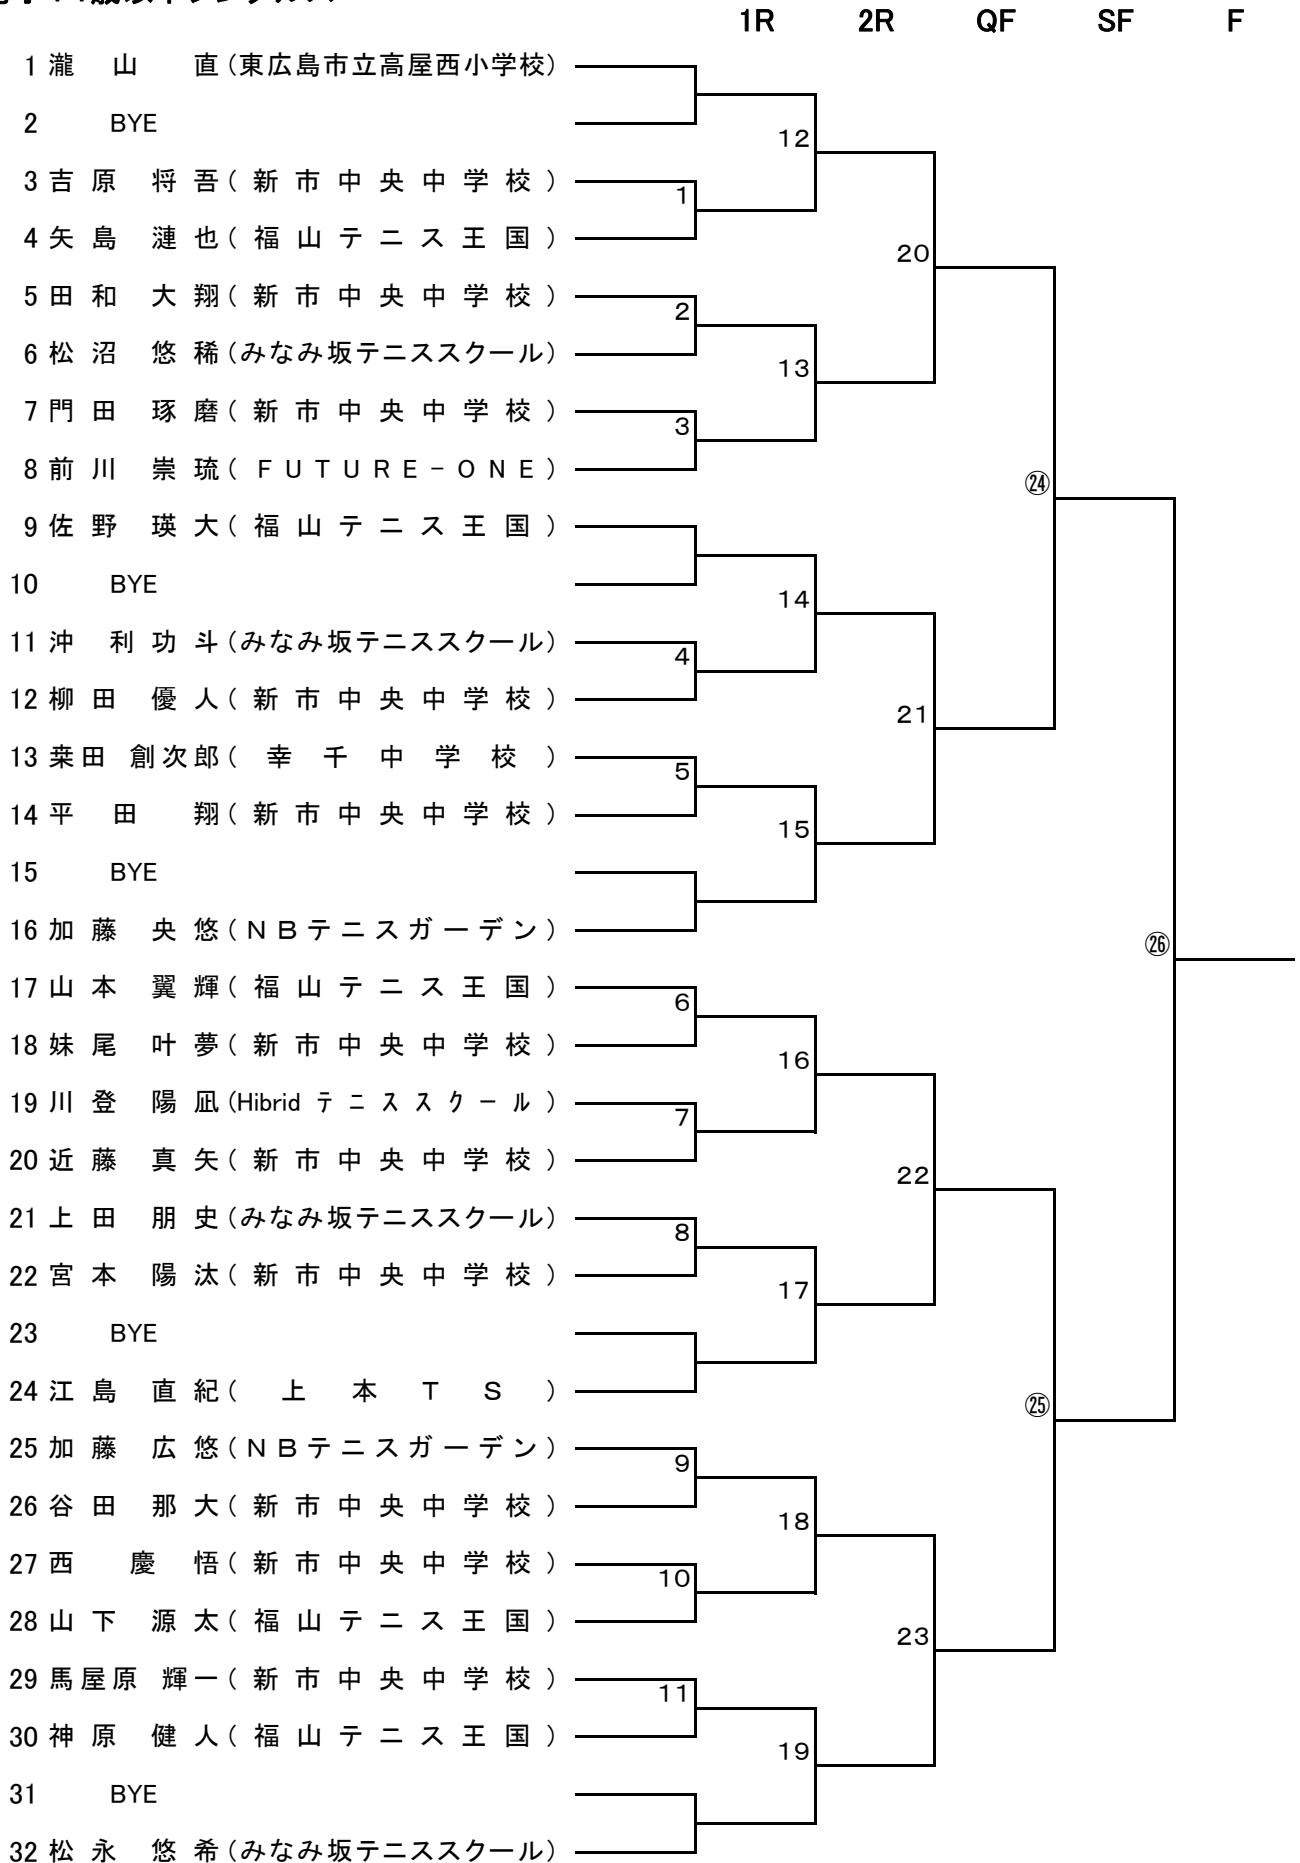 1R 2R QF SF F
1 瀧山 直(東広島市立高屋西小学校)
2 BYE
12
3 吉原 将吾(新市中央中学校)
1
4 矢島 漣也(福山テニス王国)
20
5 田和 大翔(新市中央中学校)
2
6 松沼 悠稀(みなみ坂テニススクール)
13
7 門田 琢磨(新市中央中学校)
3
8 前川 崇琉(FUTURE-ONE)
㉔
9 佐野 瑛大(福山テニス王国)
10 BYE
14
11 沖 利功斗(みなみ坂テニススクール)
4
12 柳田 優人(新市中央中学校)
21
13 桒田 創次郎(幸千中学校)
5
14 平田 翔(新市中央中学校)
15
15 BYE
16 加藤 央悠(NBテニスガーデン)
㉖
17 山本 翼輝(福山テニス王国)
6
18 妹尾 叶夢(新市中央中学校)
16
19 川登 陽凪(Hibrid テニススクール)
7
20 近藤 真矢(新市中央中学校)
22
21 上田 朋史(みなみ坂テニススクール)
8
22 宮本 陽汰(新市中央中学校)
17
23 BYE
24 江島 直紀(上本TS)
㉕
25 加藤 広悠(NBテニスガーデン)
9
26 谷田 那大(新市中央中学校)
18
27 西 慶悟(新市中央中学校)
10
28 山下 源太(福山テニス王国)
23
29 馬屋原 輝一(新市中央中学校)
11
30 神原 健人(福山テニス王国)
19
31 BYE
32 松永 悠希(みなみ坂テニススクール)